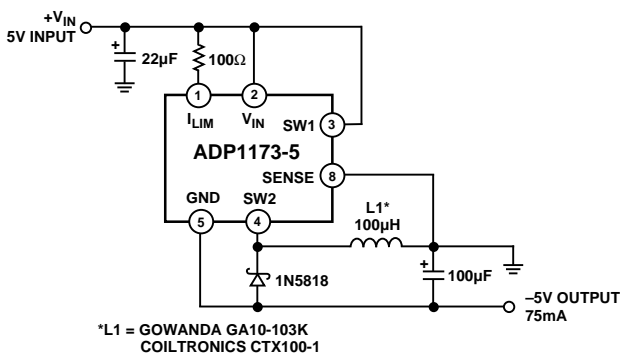 +VIN
5V INPUT
+
22µF
100Ω
1
2
ILIM
VIN
SW1
3
ADP1173-5
SENSE
8
GND
SW2
5
4
L1*
100µH
1N5818
+
100µF
–5V OUTPUT
75mA
*L1 = GOWANDA GA10-103K
COILTRONICS CTX100-1